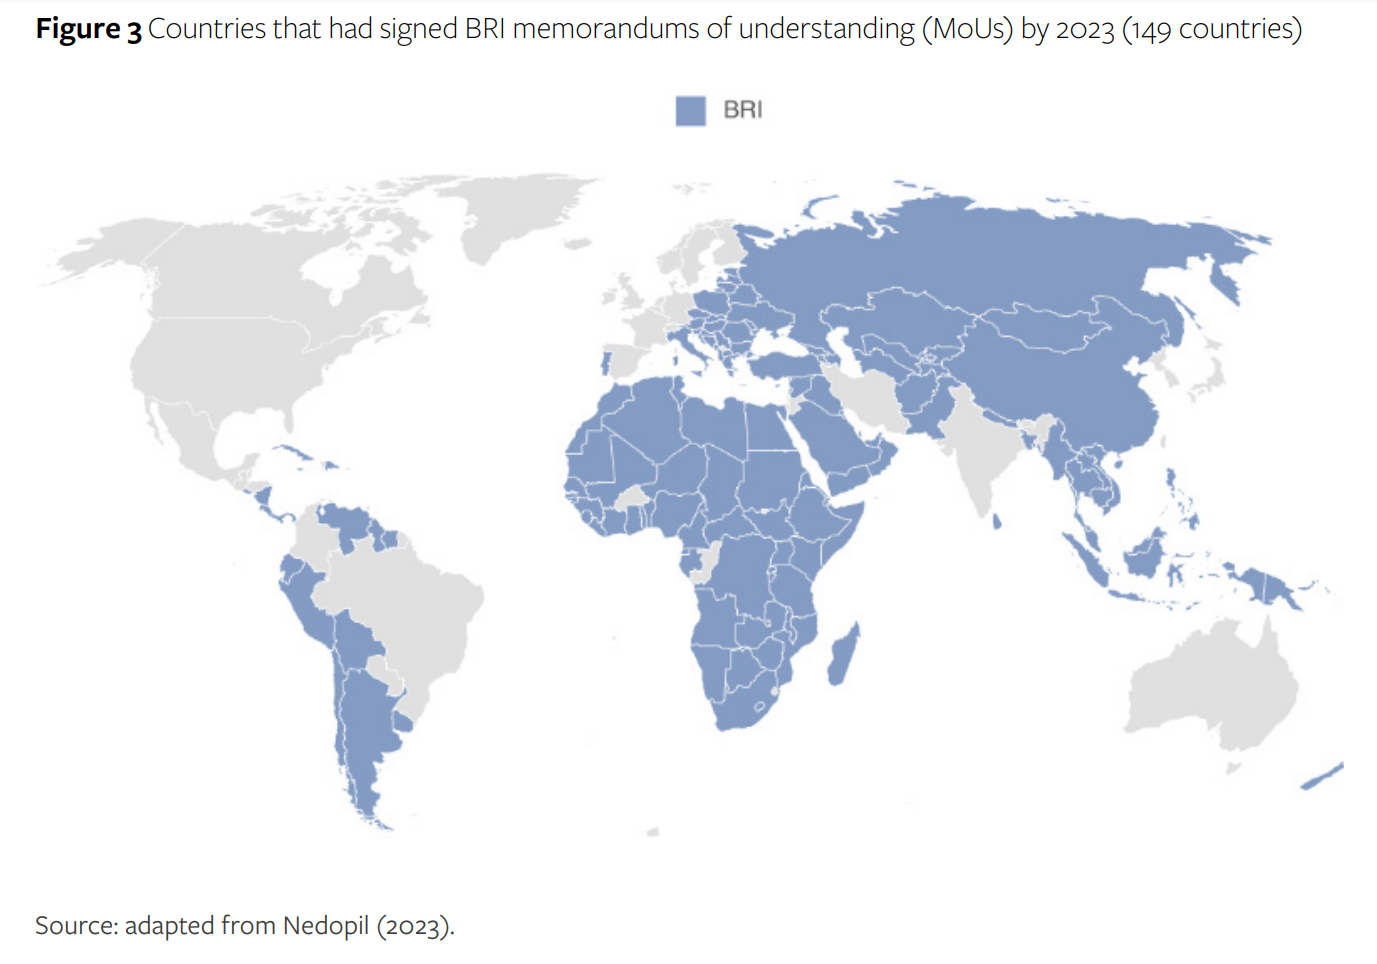 Figure 3 Countries that had signed BRI memorandums of understanding (MoUs) by 2023 (149 countries)
BRI
Source: adapted from Nedopil (2023).